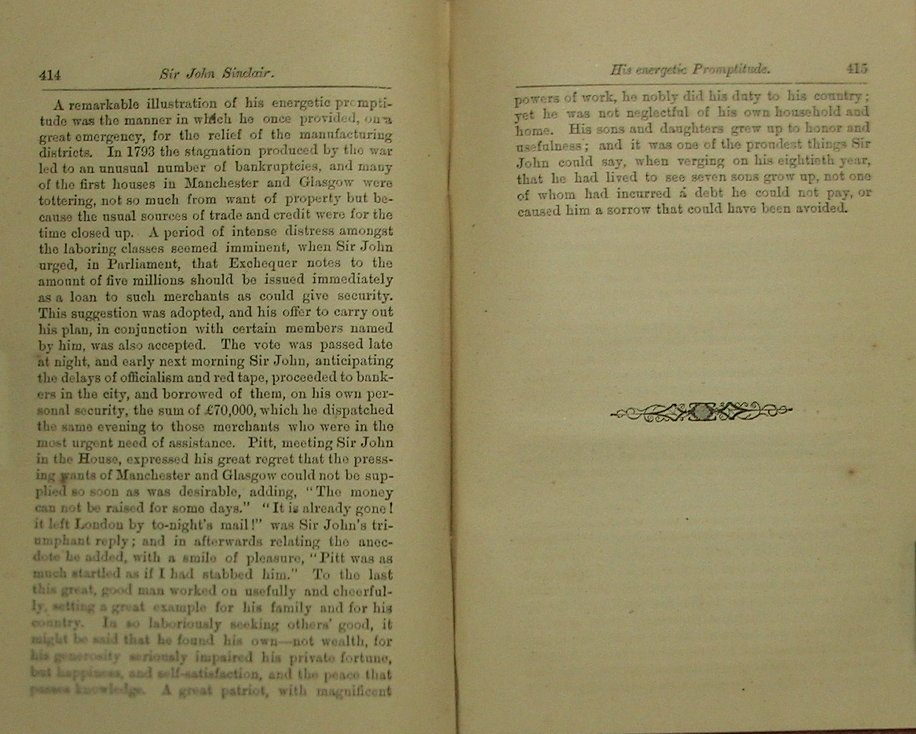 414
Sir John Sinclair.
A remarkable illustration of his energetic prompti-
tude was the manner in which he once provided, on a
great emergency, for the relief of the manufacturing
districts. In 1793 the stagnation produced by the war
led to an unusual number of bankruptcies, and many
of the first houses in Manchester and Glasgow were
tottering, not so much from want of property but be-
cause the usual sources of trade and credit were for the
time closed up. A period of intense distress amongst
the laboring classes seemed imminent, when Sir John
urged, in Parliament, that Exchequer notes to the
amount of five millions should be issued immediately
as a loan to such merchants as could give security.
This suggestion was adopted, and his offer to carry out
his plan, in conjunction with certain members named
by him, was also accepted. The vote was passed late
at night, and early next morning Sir John, anticipating
the delays of officialism and red tape, proceeded to bank-
ers in the city, and borrowed of them, on his own per-
sonal security, the sum of £70,000, which he dispatched
the same evening to those merchants who were in the
most urgent need of assistance. Pitt, meeting Sir John
in the House, expressed his great regret that the press-
ing wants of Manchester and Glasgow could not be sup-
plied so soon as was desirable, adding, "The money
can not be raised for some days." "It is already gone!
it left London by to-night's mail!" was Sir John's tri-
umphant reply; and in afterwards relating the anec-
dote he added, with a smile of pleasure, "Pitt was as
much startled as if I had stabbed him." To the last
this great, good man worked on usefully and cheerful-
ly, setting a great example for his family and for his
country. In so laboriously seeking others' good, it
might be said that he found his own—not wealth, for
his generosity seriously impaired his private fortune,
but happiness, and self-satisfaction, and the peace that
passes knowledge. A great patriot, with magnificent
His energetic Promptitude.
415
powers of work, he nobly did his duty to his country;
yet he was not neglectful of his own household and
home. His sons and daughters grew up to honor and
usefulness; and it was one of the proudest things Sir
John could say, when verging on his eightieth year,
that he had lived to see seven sons grow up, not one
of whom had incurred a debt he could not pay, or
caused him a sorrow that could have been avoided.